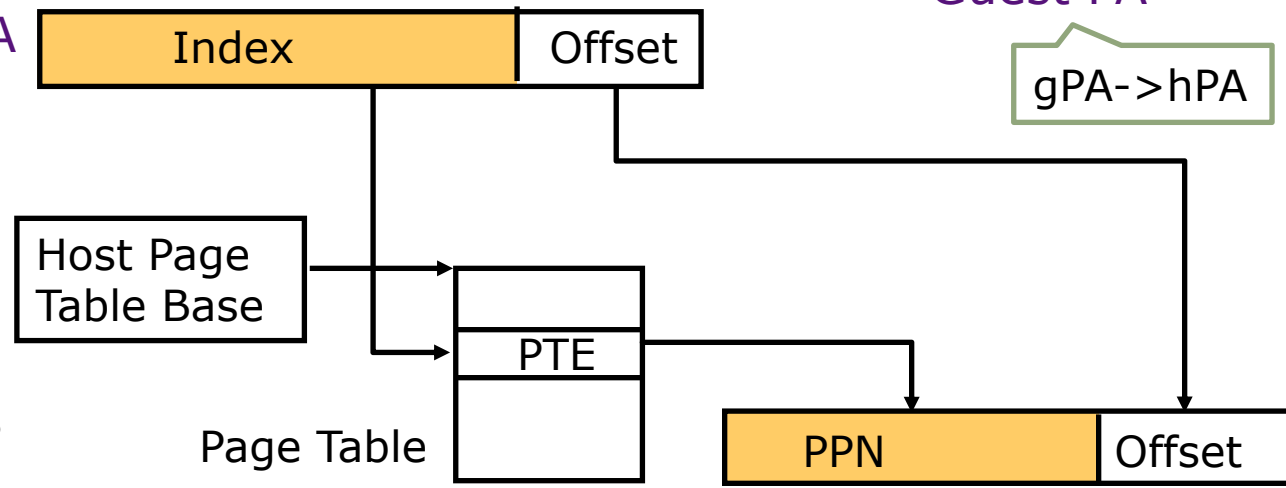 A
Index
Offset
gPA->hPA
Host Page
Table Base
PTE
Page Table
PPN
Offset